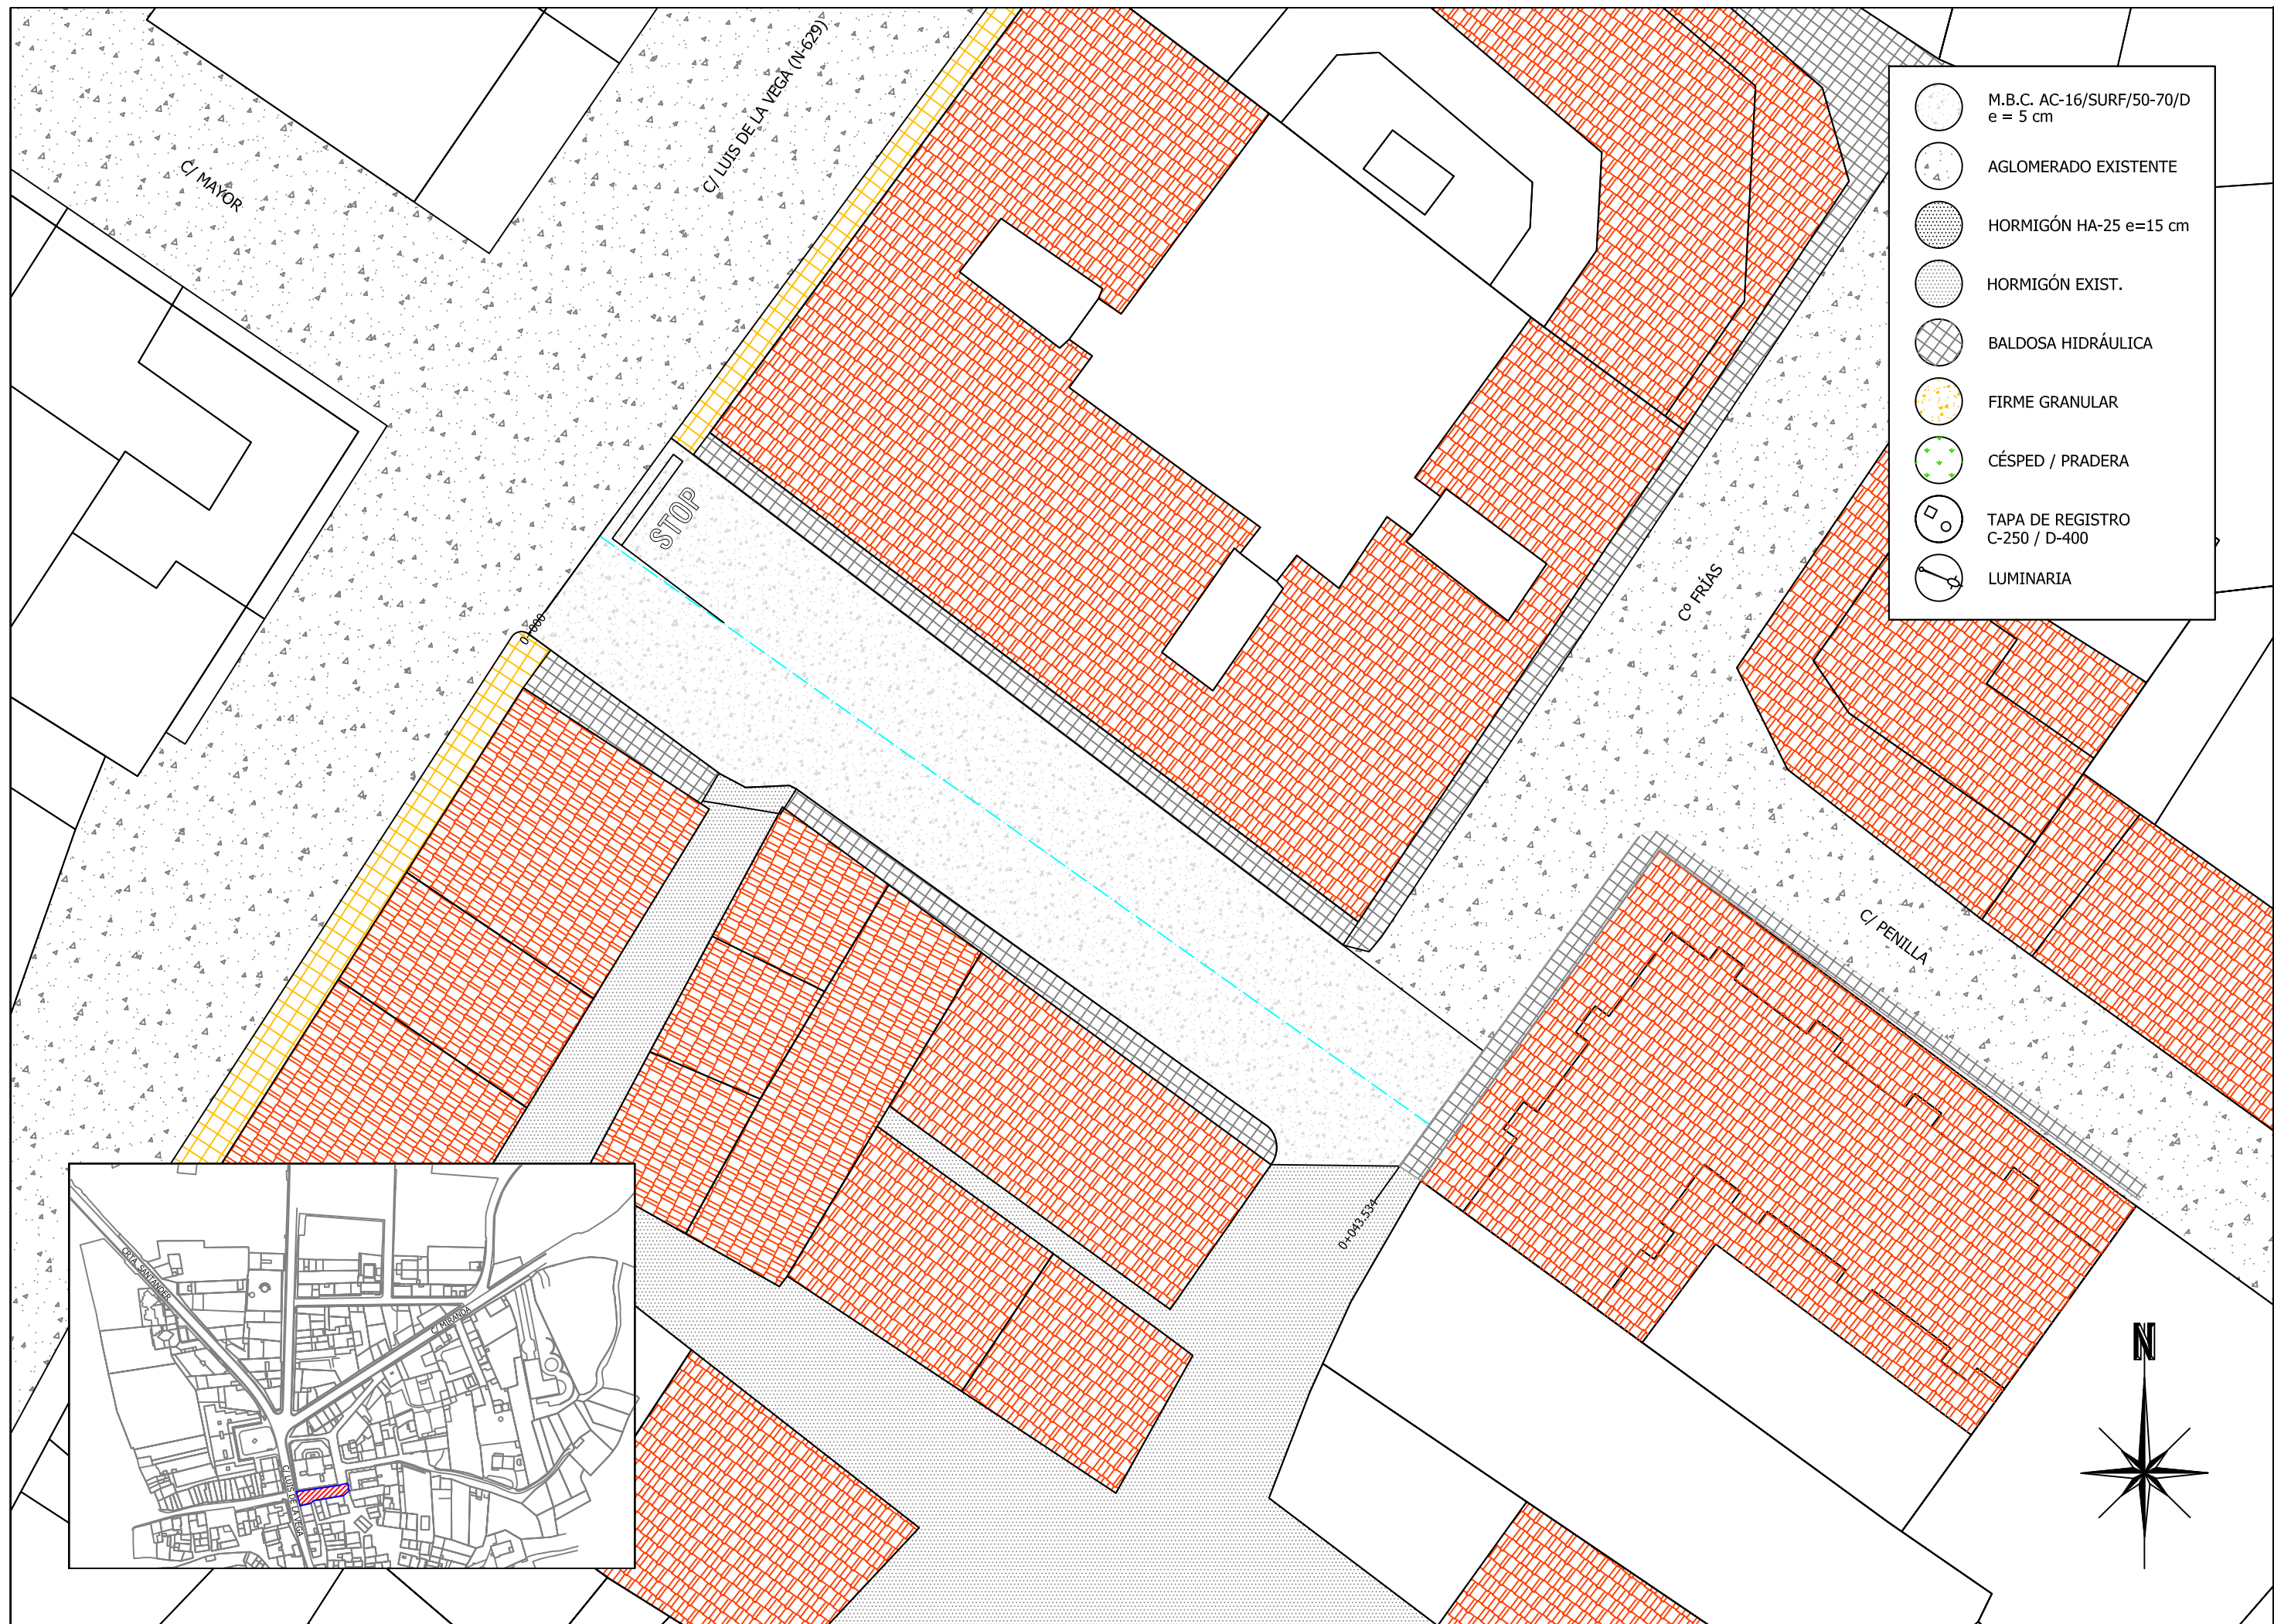 C/ MAYOR
C/ LUIS DE LA VEGA (N-629)
M.B.C. AC-16/SURF/50-70/D
e = 5 cm
AGLOMERADO EXISTENTE
HORMIGÓN HA-25 e=15 cm
HORMIGÓN EXIST.
BALDOSA HIDRÁULICA
FIRME GRANULAR
CÉSPED / PRADERA
TAPA DE REGISTRO
C-250 / D-400
LUMINARIA
STOP
0+000
Cº FRÍAS
C/ PENILLA
0+043.534
CRTA. SANTANDER
C/ MIRANDA
C/ LUIS DE LA VEGA
N